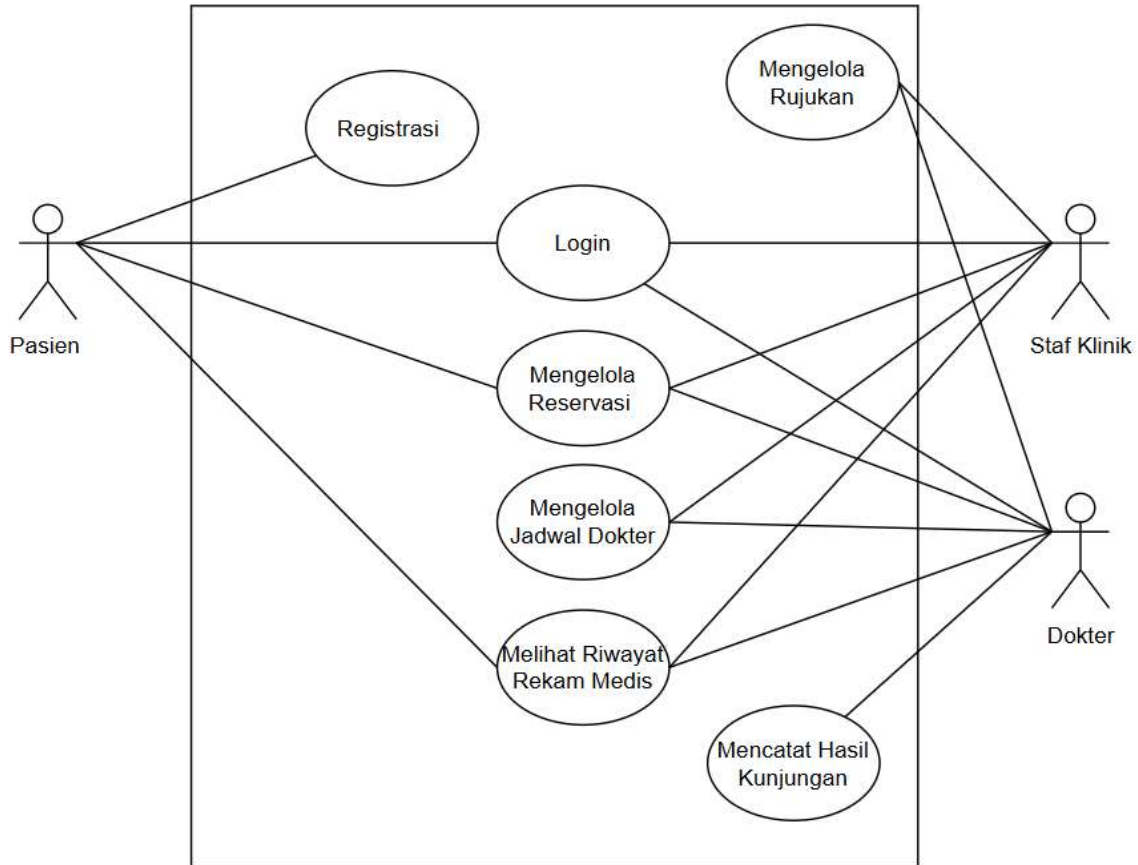 Mengelola
Rujukan
Registrasi
Login
Pasien
Staf Klinik
Mengelola
Reservasi
Mengelola
Jadwal Dokter
Dokter
Melihat Riwayat
Rekam Medis
Mencatat Hasil
Kunjungan